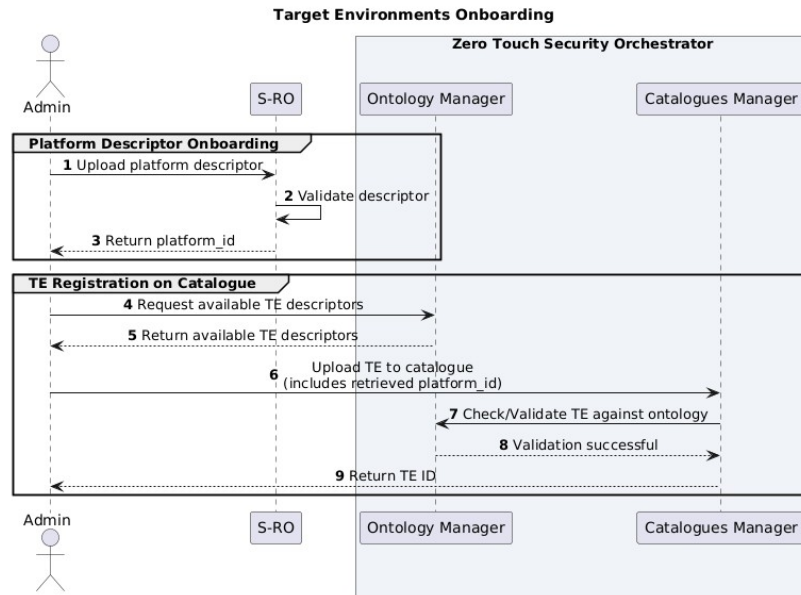 Target Environments Onboarding
Zero Touch Security Orchestrator
Admin
S-RO
Ontology Manager
Catalogues Manager
Platform Descriptor Onboarding
1 Upload platform descriptor
2 Validate descriptor
3 Return platform_id
TE Registration on Catalogue
4 Request available TE descriptors
5 Return available TE descriptors
6 Upload TE to catalogue
(includes retrieved platform_id)
7 Check/Validate TE against ontology
8 Validation successful
9 Return TE ID
Admin
S-RO
Ontology Manager
Catalogues Manager